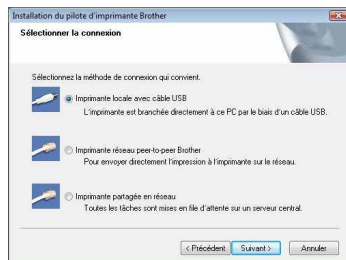 Installation du pilote d'imprimante Brother
Sélectionner la connexion
Sélectionnez la méthode de connexion qui convient.
Imprimante locale avec câble USB
L'imprimante est branchée directement à ce PC par le biais d'un câble USB.
Imprimante réseau peer-to-peer Brother
Pour envoyer directement l'impression à l'imprimante sur le réseau.
Imprimante partagée en réseau
Toutes les tâches sont mises en file d'attente sur un serveur central.
< Précédent Suivant > Annuler